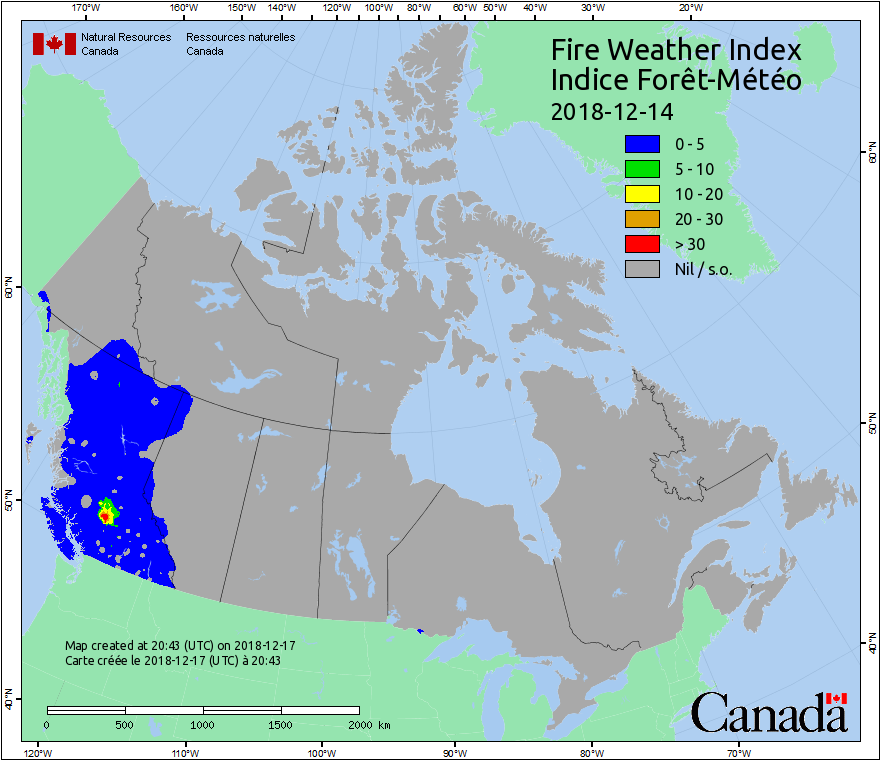 170°W 160°W 150°W 140°W 130°W 120°W 110°W 100°W 90°W 80°W 60°W 50°W 40°W 30°W 20°W
Natural Resources Ressources naturelles
Canada Canada
Fire Weather Index
Indice Forêt-Météo
2018-12-14
0 - 5
5 - 10
10 - 20
20 - 30
> 30
Nil / s.o.
60°N 60°N
50°N 50°N
40°N 40°N
Map created at 20:43 (UTC) on 2018-12-17
Carte créée le 2018-12-17 (UTC) à 20:43
0 500 1000 1500 2000 km
Canada
120°W 110°W 100°W 90°W 80°W 70°W